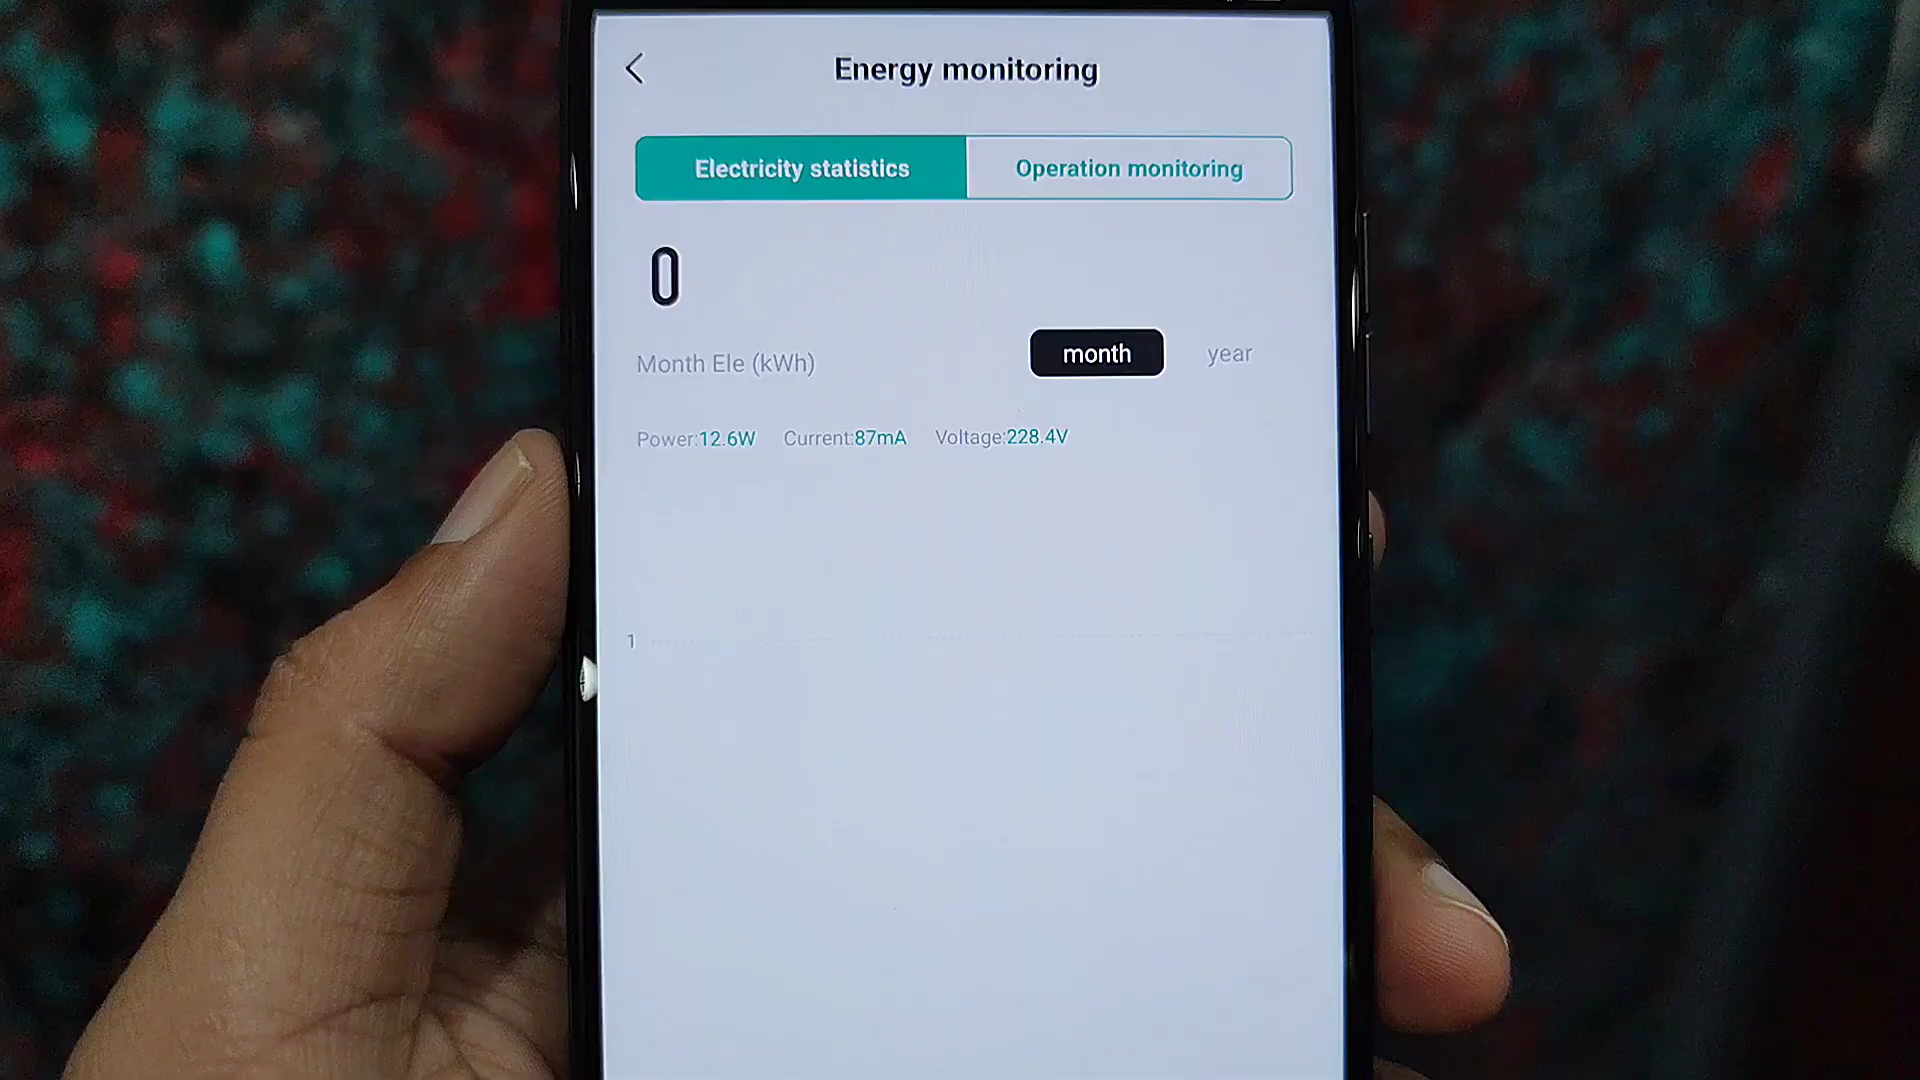 Energy monitoring
Electricity statistics Operation monitoring
0
Month Ele (kWh) month year
Power:12.6W Current:87mA Voltage:228.4V
1